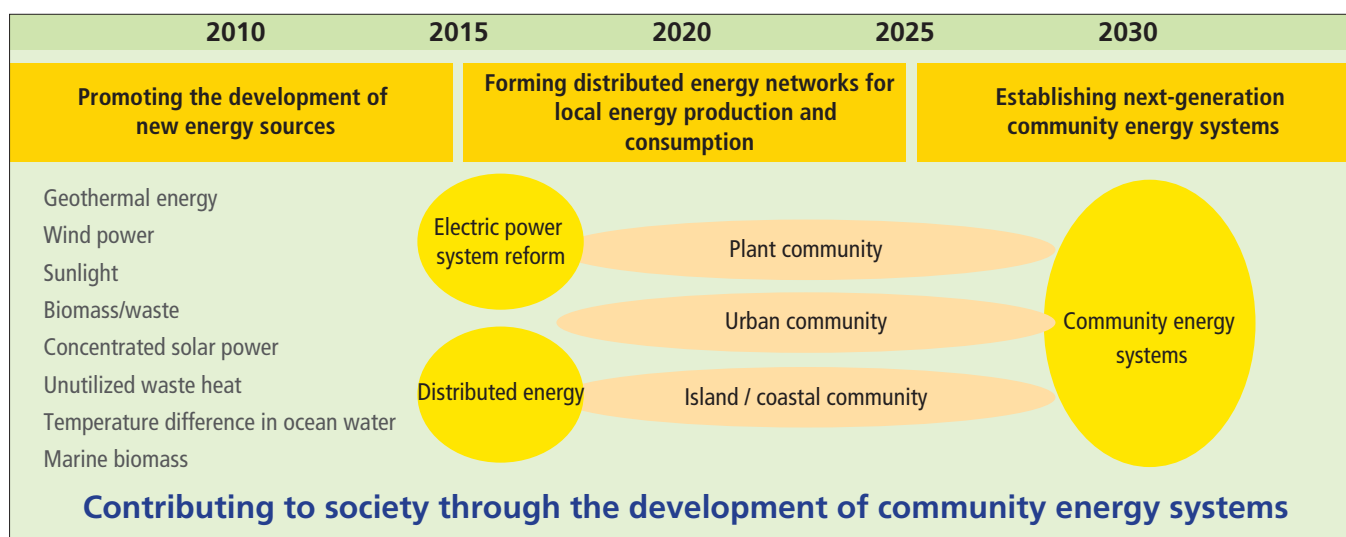 2010 2015 2020 2025 2030
Promoting the development of
new energy sources
Forming distributed energy networks for
local energy production and
consumption
Establishing next-generation
community energy systems
Geothermal energy
Wind power
Sunlight
Biomass/waste
Concentrated solar power
Unutilized waste heat
Temperature difference in ocean water
Marine biomass
Electric power
system reform
Distributed energy
Plant community
Urban community
Island / coastal community
Community energy
systems
Contributing to society through the development of community energy systems